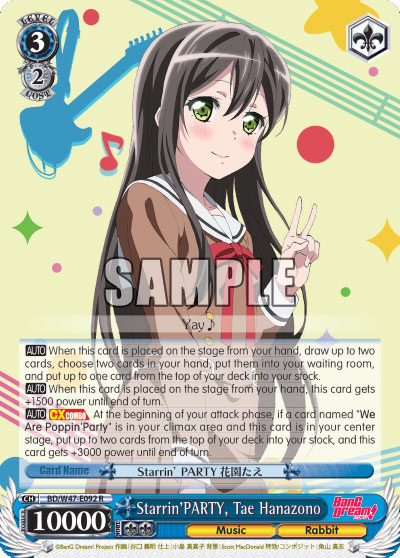 LEVEL
3
2
COST
SAMPLE
Yay♪
AUTO When this card is placed on the stage from your hand, draw up to two
cards, choose two cards in your hand, put them into your waiting room,
and put up to one card from the top of your deck into your stock.
AUTO When this card is placed on the stage from your hand, this card gets
+1500 power until end of turn.
AUTO CX COMBO At the beginning of your attack phase, if a card named "We
Are Poppin'Party" is in your climax area and this card is in your center
stage, put up to two cards from the top of your deck into your stock, and this
card gets +3000 power until end of turn.
Card Name Starrin' PARTY 花園たえ
CH BD/W47-E092 R
10000
Starrin'PARTY, Tae Hanazono
BanG Dream!
Music Rabbit
©BanG Dream! Project